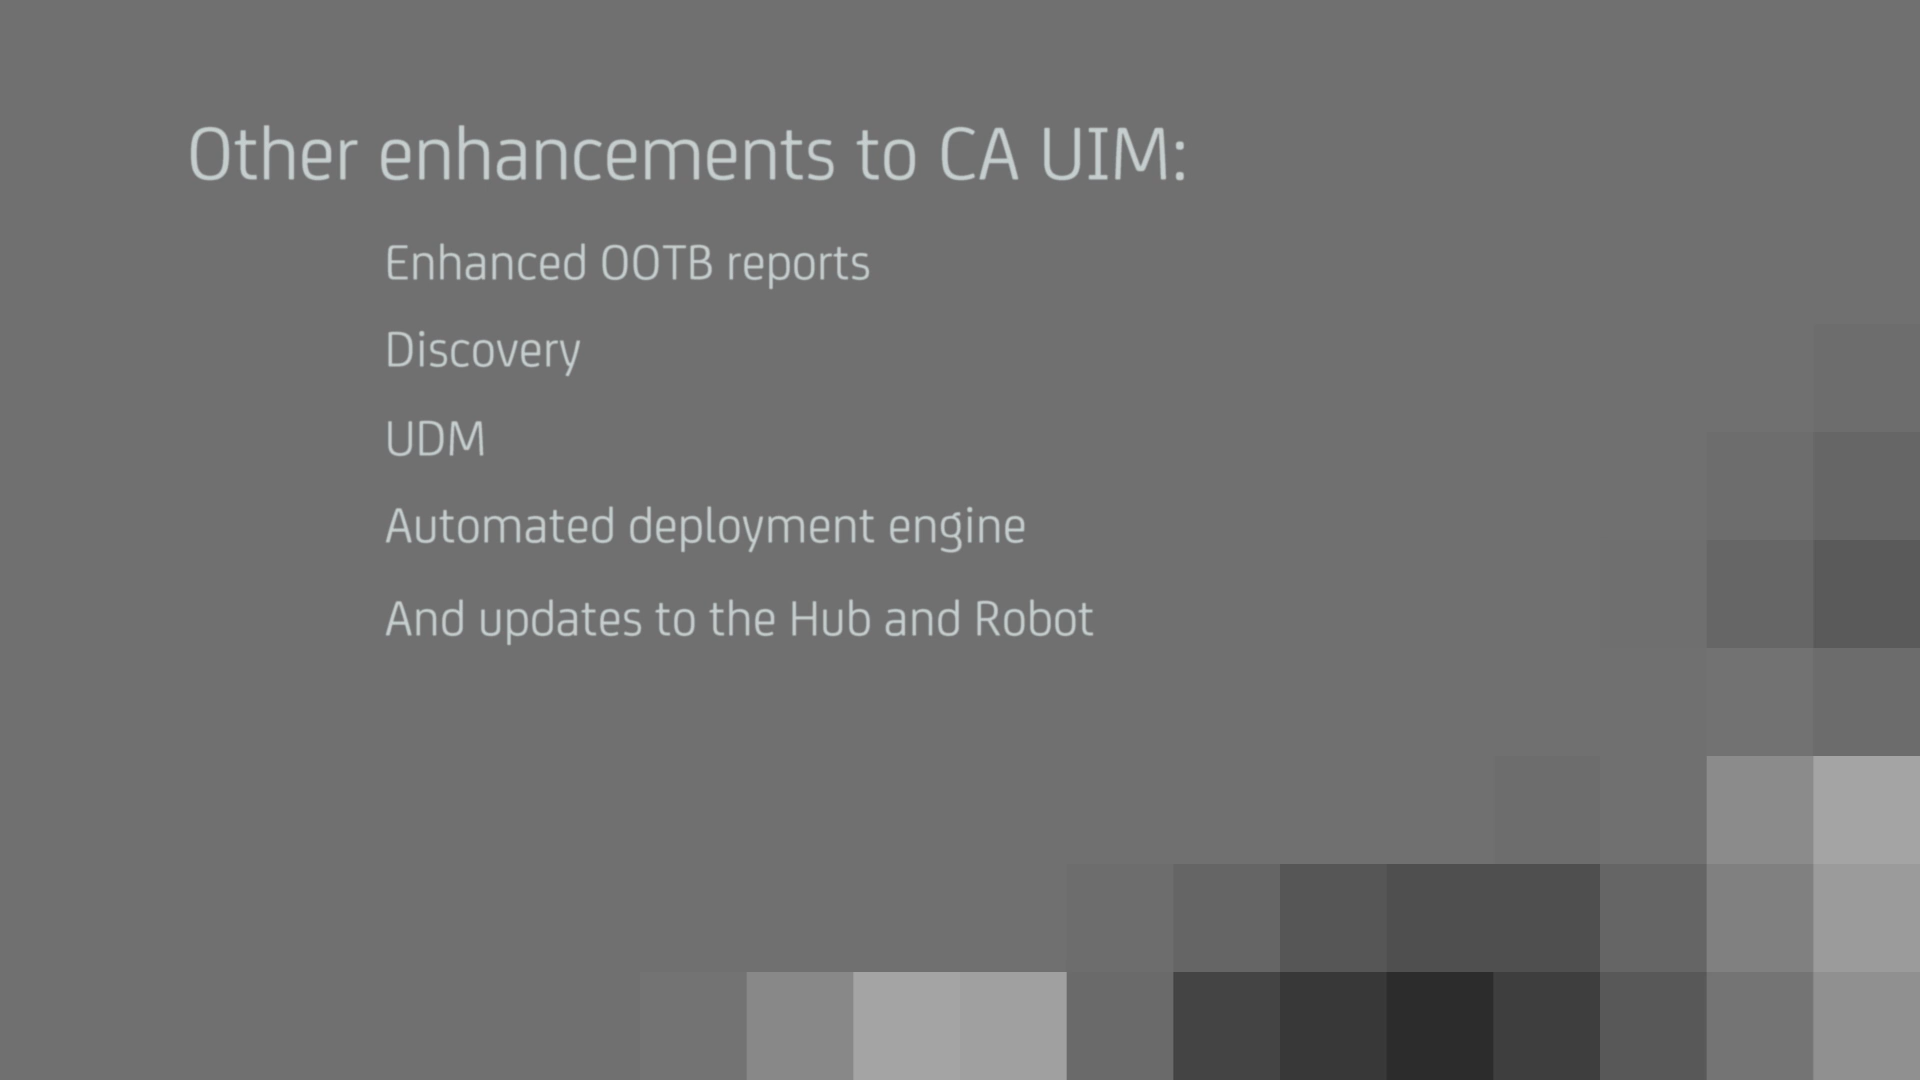 Other enhancements to CA UIM:
Enhanced OOTB reports
Discovery
UDM
Automated deployment engine
And updates to the Hub and Robot